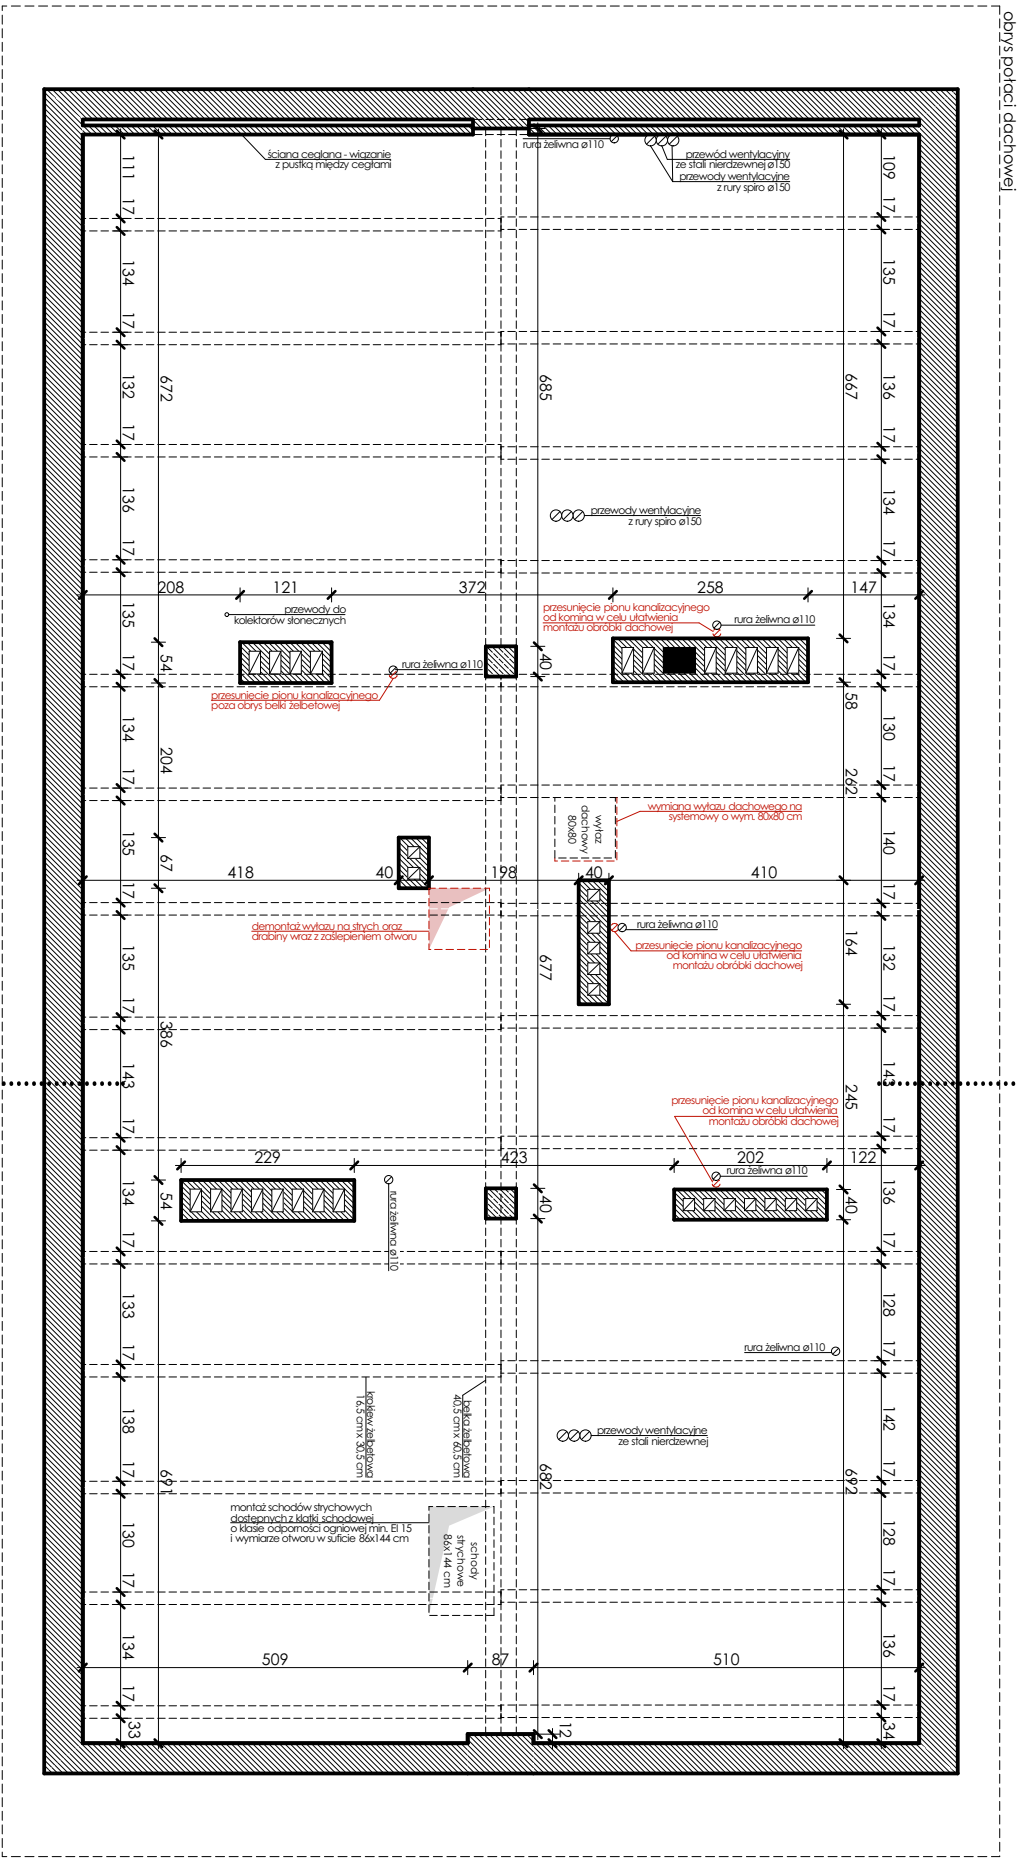 obrys połaci dachowej
ściana ceglana - wiązanie
z pustką między cegłami
rura żeliwna ø110
przewód wentylacyjny
ze stali nierdzewnej ø150
przewody wentylacyjne
z rury spiro ø150
111
17
134
17
132
17
136
17
135
17
134
17
135
17
135
17
143
17
134
17
133
17
138
17
130
17
134
17
33
672
54
204
67
386
54
691
685
40
677
40
682
12
667
58
262
164
245
40
692
109
17
135
17
136
17
134
17
134
17
130
17
140
17
132
17
143
17
136
17
128
17
142
17
128
17
136
17
34
przewody wentylacyjne
z rury spiro ø150
208
121
372
258
147
przewody do
kolektorów słonecznych
przesunięcie pionu kanalizacyjnego
od komina w celu ułatwienia
montażu obróbki dachowej
rura żeliwna ø110
rura żeliwna ø110
przesunięcie pionu kanalizacyjnego
poza obrys belki żelbetowej
wyłaz
dachowy
80x80
wymiana wyłazu dachowego na
systemowy o wym. 80x80 cm
418
40
198
40
410
demontaż wyłazu na strych oraz
drabiny wraz z zaślepieniem otworu
rura żeliwna ø110
przesunięcie pionu kanalizacyjnego
od komina w celu ułatwienia
montażu obróbki dachowej
przesunięcie pionu kanalizacyjnego
od komina w celu ułatwienia
montażu obróbki dachowej
229
423
202
122
rura żeliwna ø110
rura żeliwna ø110
rura żeliwna ø110
krokiew żelbetowa
16,5 cm x 30,5 cm
belka żelbetowa
40,5 cm x 60,5 cm
przewody wentylacyjne
ze stali nierdzewnej
montaż schodów strychowych
dostępnych z klatki schodowej
o klasie odporności ogniowej min. EI 15
i wymiarze otworu w suficie 86x144 cm
schody
strychowe
86x144 cm
509
87
510